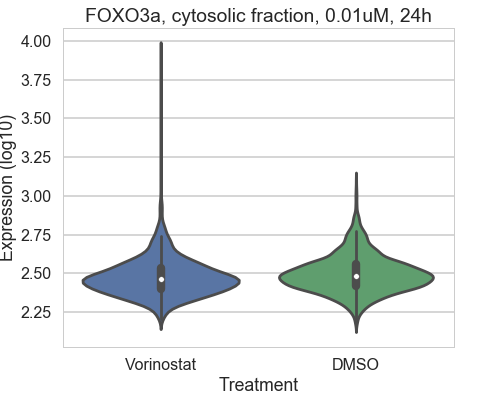 FOXO3a, cytosolic fraction, 0.01uM, 24h
Expression (log10)
4.00
3.75
3.50
3.25
3.00
2.75
2.50
2.25
Vorinostat DMSO
Treatment